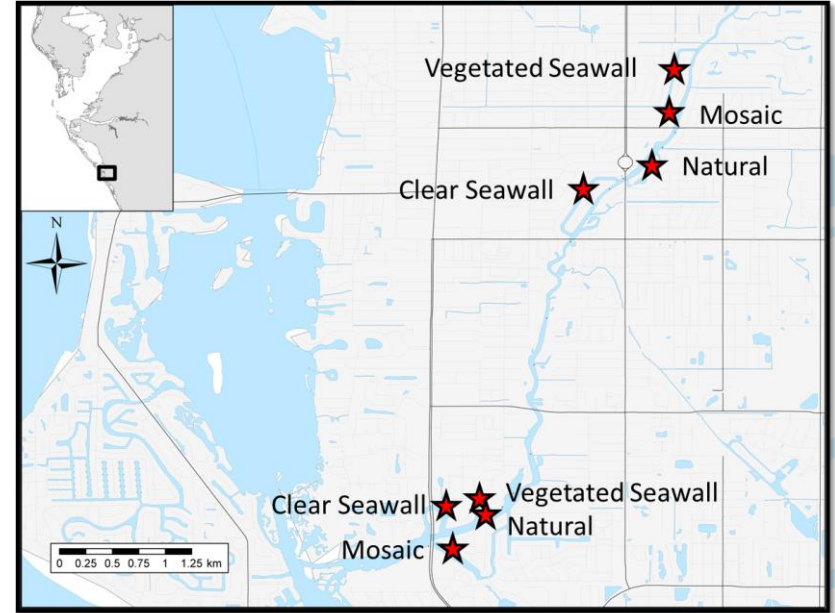 Vegetated Seawall
Mosaic
Natural
Clear Seawall
N
Clear Seawall
Vegetated Seawall
Natural
Mosaic
0 0.25 0.5 0.75 1 1.25 km